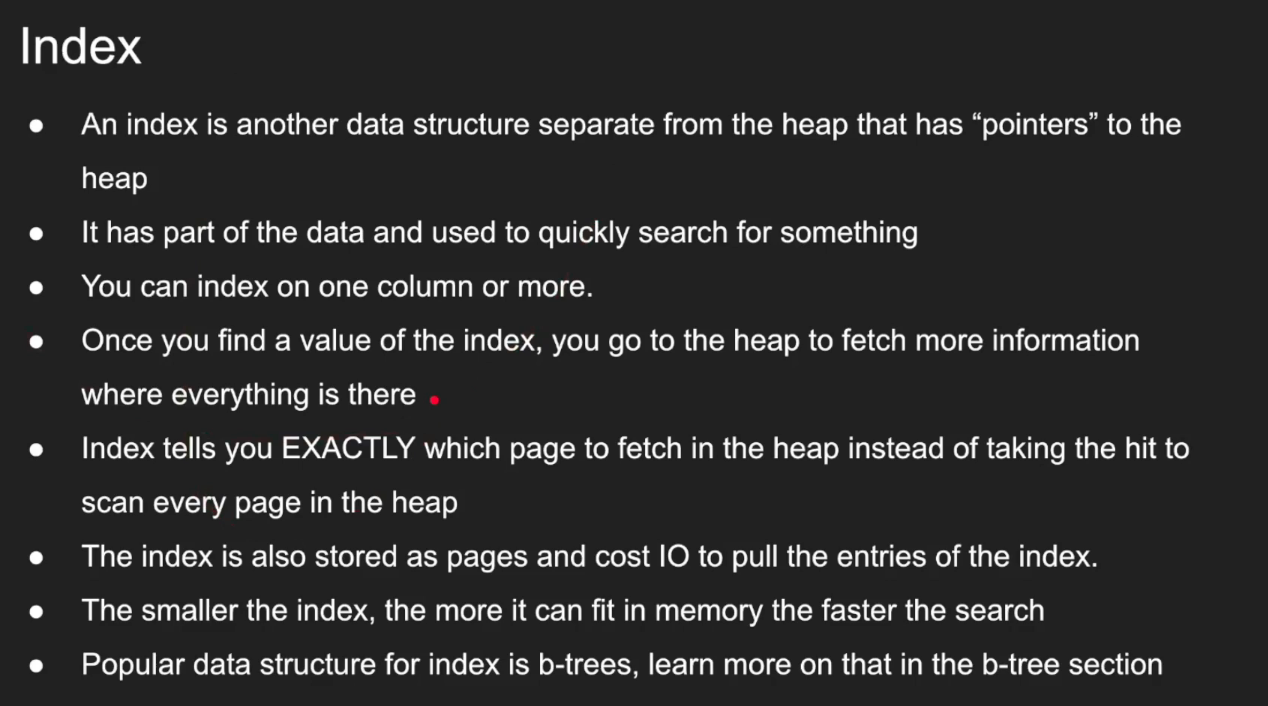 Index
● An index is another data structure separate from the heap that has “pointers” to the
heap
● It has part of the data and used to quickly search for something
● You can index on one column or more.
● Once you find a value of the index, you go to the heap to fetch more information
where everything is there
● Index tells you EXACTLY which page to fetch in the heap instead of taking the hit to
scan every page in the heap
● The index is also stored as pages and cost IO to pull the entries of the index.
● The smaller the index, the more it can fit in memory the faster the search
● Popular data structure for index is b-trees, learn more on that in the b-tree section